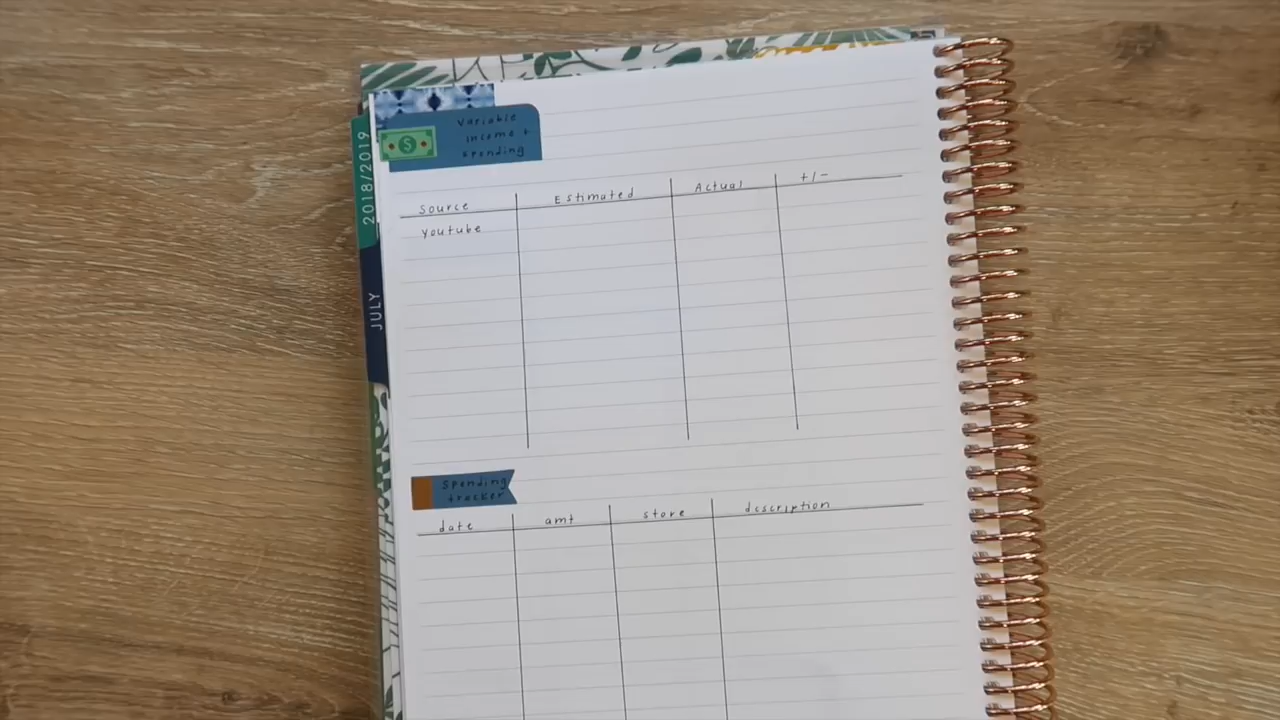 Variable
income +
spending
2018/2019
JULY
Source Estimated Actual +/-
Youtube
Spending
tracker
date amt store description